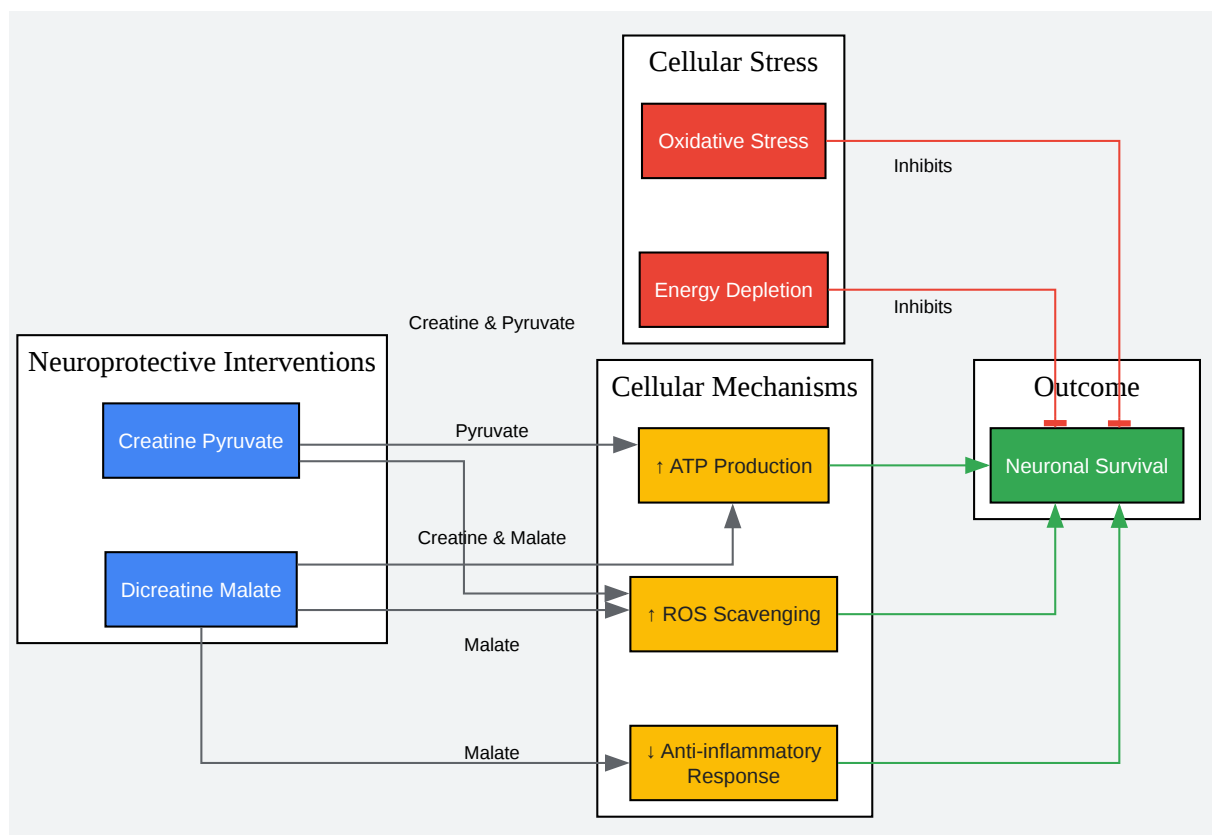 Cellular Stress
Oxidative Stress
Inhibits
Energy Depletion
Inhibits
Creatine & Pyruvate
Neuroprotective Interventions
Creatine Pyruvate
Pyruvate
Creatine & Malate
Dicreatine Malate
Malate
Malate
Cellular Mechanisms
↑ ATP Production
↑ ROS Scavenging
↓ Anti-inflammatory
Response
Outcome
Neuronal Survival